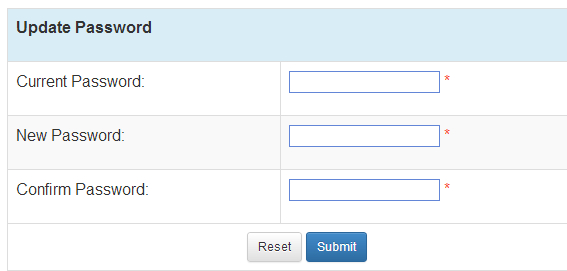 Update Password
Current Password: *
New Password: *
Confirm Password: *
Reset Submit